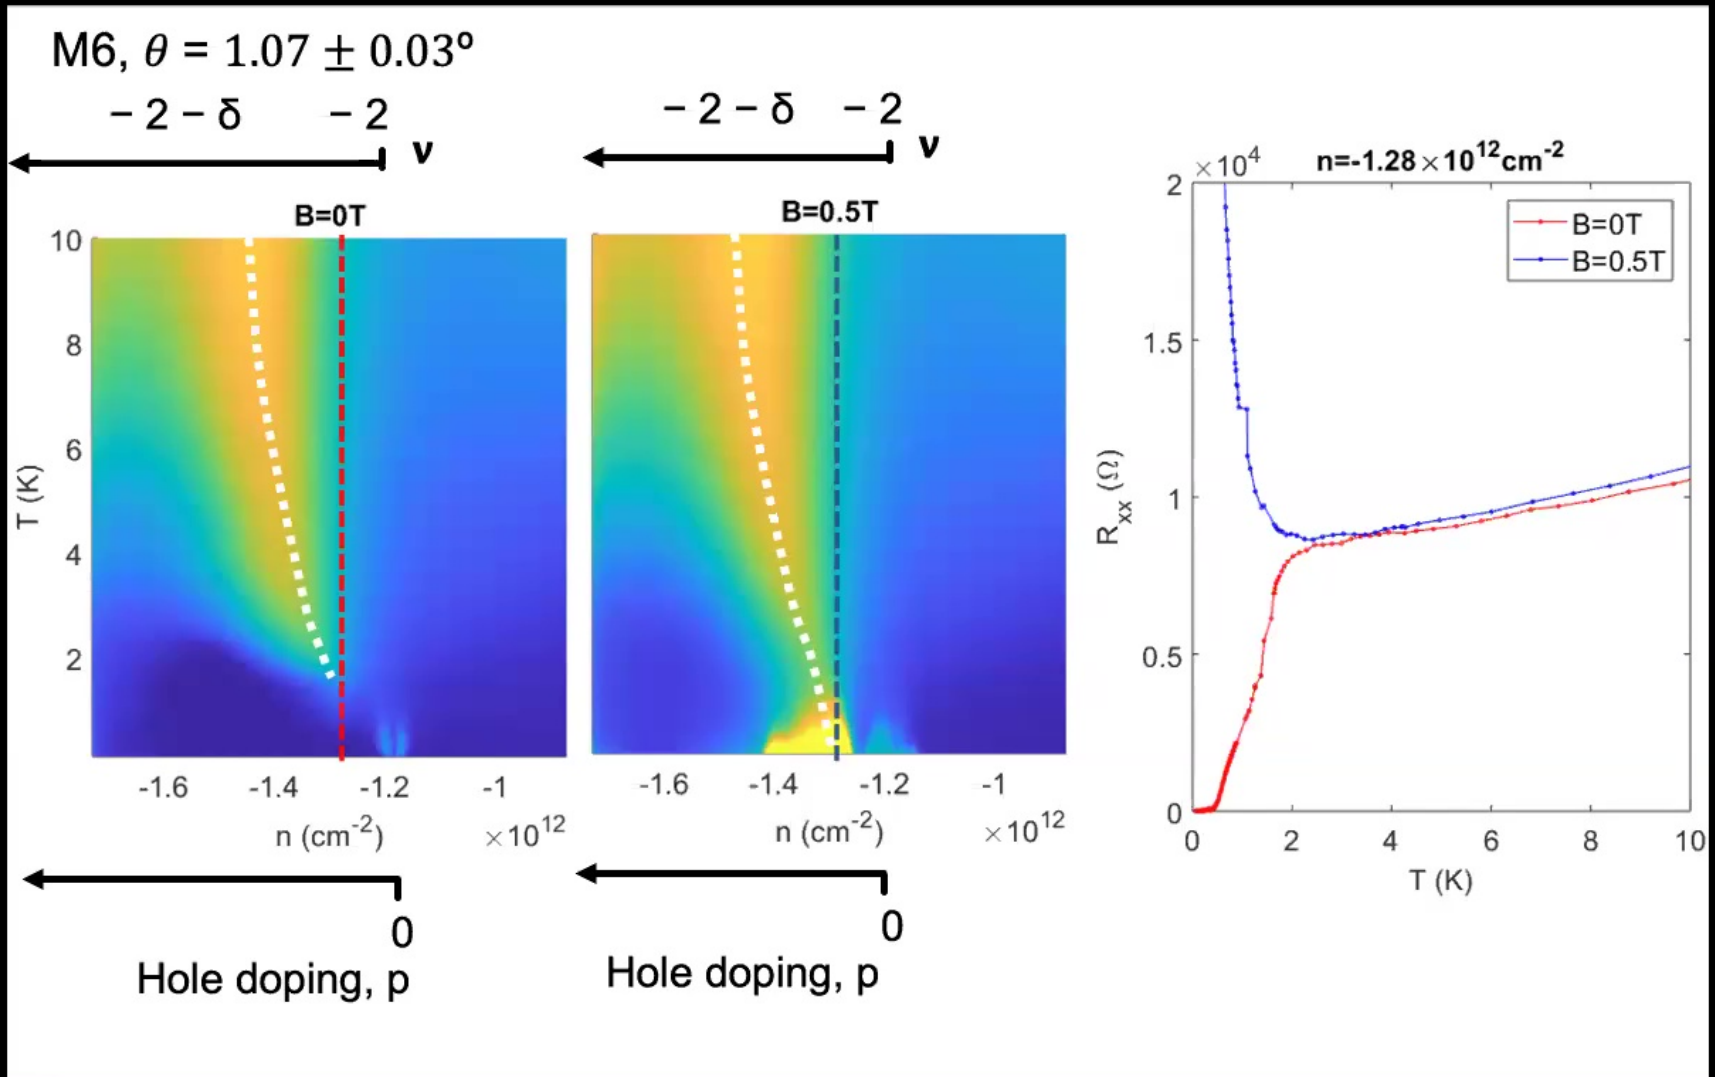 M6, θ = 1.07 ± 0.03º
− 2 − δ − 2
ν
B=0T
10
8
6
4
2
T (K)
-1.6 -1.4 -1.2 -1
n (cm⁻²) ×10¹²
0
Hole doping, p
− 2 − δ − 2
ν
B=0.5T
-1.6 -1.4 -1.2 -1
n (cm⁻²) ×10¹²
0
Hole doping, p
×10⁴ n=-1.28×10¹²cm⁻²
B=0T
B=0.5T
2
1.5
1
0.5
0
Rₓₓ (Ω)
0 2 4 6 8 10
T (K)